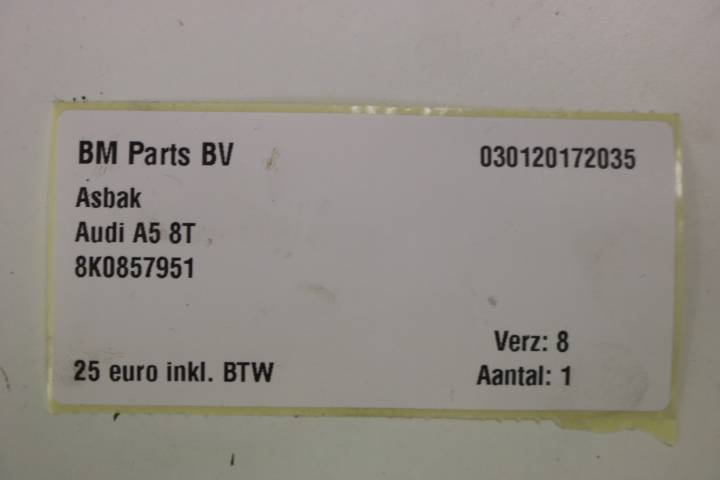 BM Parts BV 030120172035
Asbak
Audi A5 8T
8K0857951
Verz: 8
25 euro inkl. BTW Aantal: 1